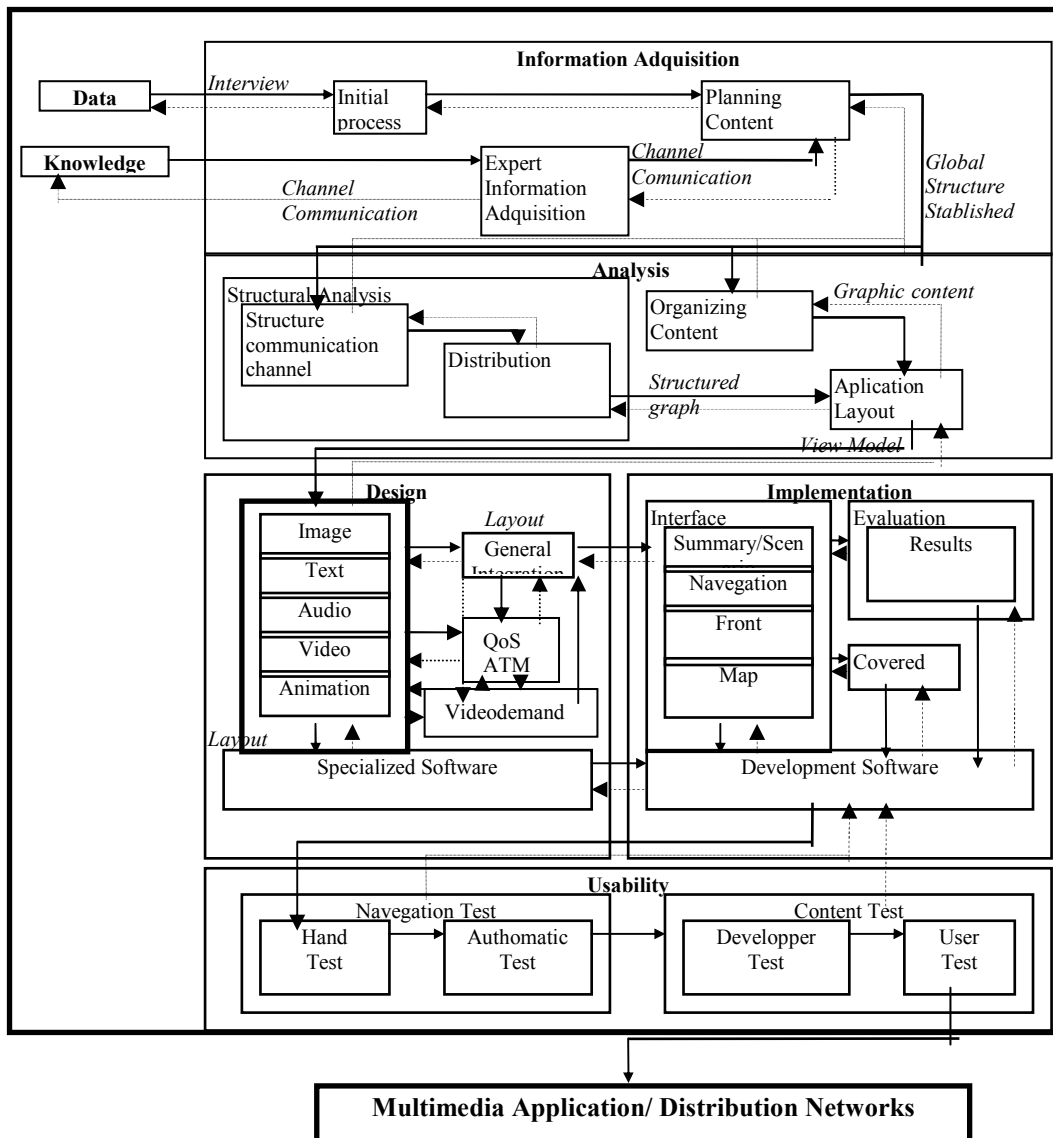 Information Adquisition
Interview
Data
Initial
process
Planning
Content
Knowledge
Expert
Information
Adquisition
Channel
Comunication
Channel
Communication
Global
Structure
Stablished
Analysis
Structural Analysis
Structure
communication
channel
Distribution
Organizing
Content
Graphic content
Structured
graph
Aplication
Layout
View Model
Design
Image
Text
Audio
Video
Animation
Layout
General
Integration
QoS
ATM
Videodemand
Layout
Specialized Software
Implementation
Interface
Summary/Scen
Navegation
Front
Map
Evaluation
Results
Covered
Development Software
Usability
Navegation Test
Hand
Test
Authomatic
Test
Content Test
Developper
Test
User
Test
Multimedia Application/ Distribution Networks